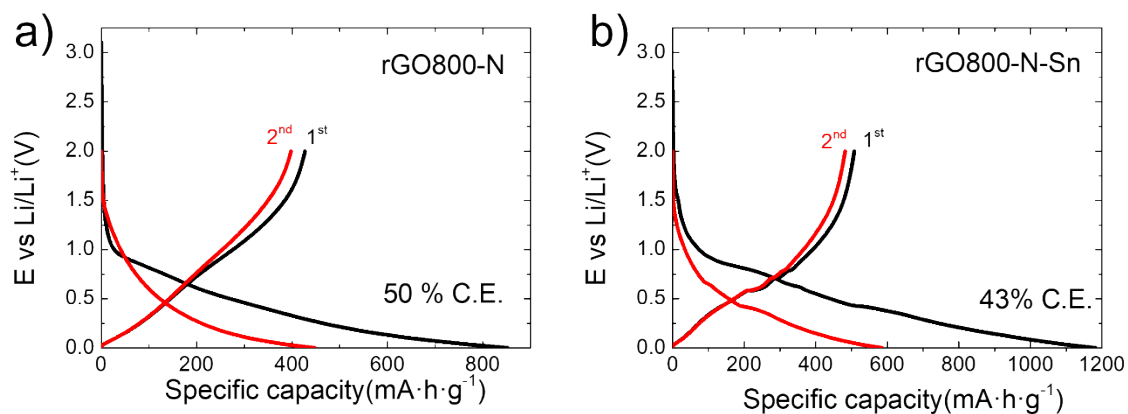 a)
rGO800-N
E vs Li/Li⁺(V)
3.0
2.5
2.0
1.5
1.0
0.5
0.0
2ⁿᵈ 1ˢᵗ
50 % C.E.
0 200 400 600 800
Specific capacity(mA·h·g⁻¹)
b)
rGO800-N-Sn
E vs Li/Li⁺(V)
3.0
2.5
2.0
1.5
1.0
0.5
0.0
2ⁿᵈ 1ˢᵗ
43% C.E.
0 200 400 600 800 1000 1200
Specific capacity(mA·h·g⁻¹)